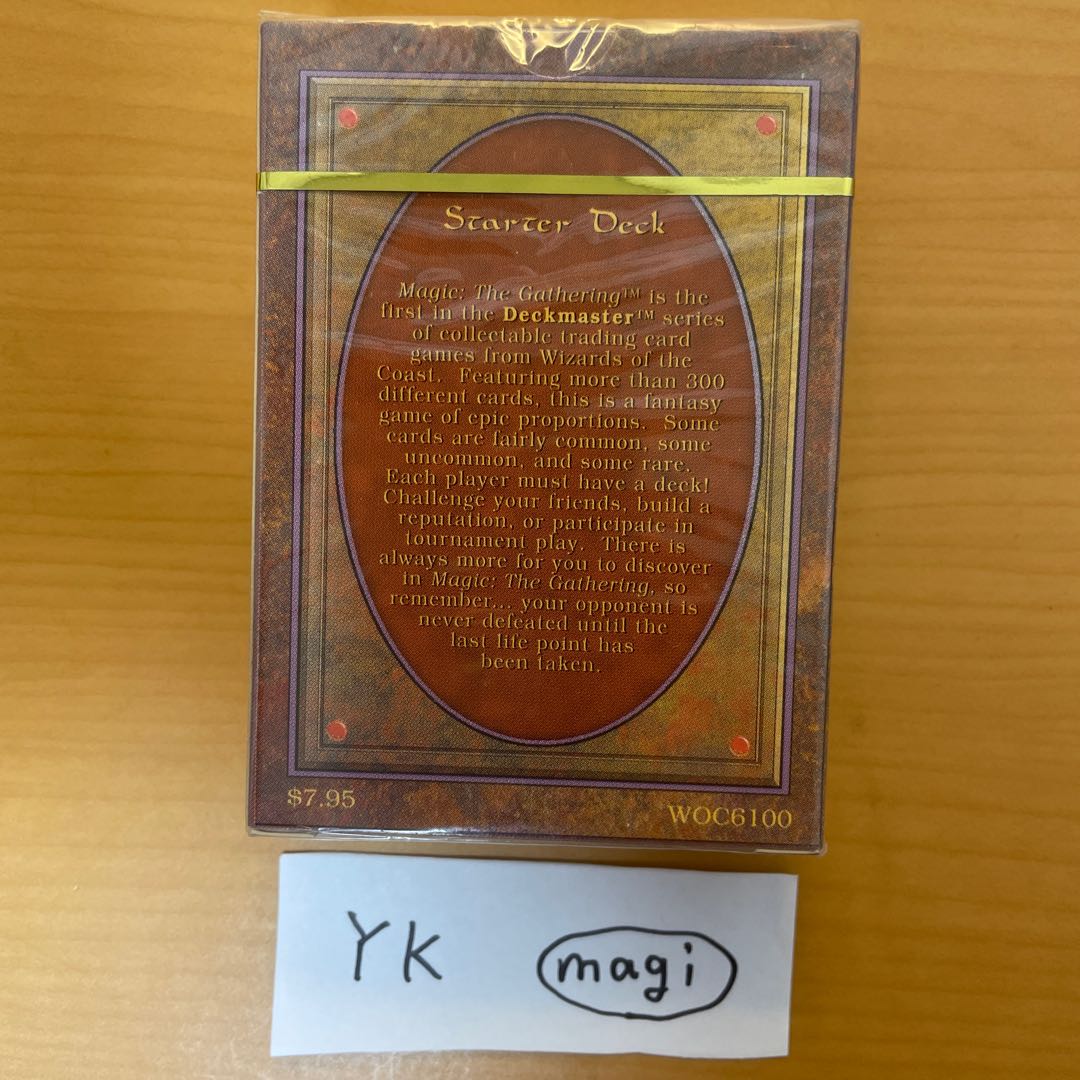 Starter Deck
Magic: The Gathering™ is the
first in the Deckmaster™ series
of collectable trading card
games from Wizards of the
Coast. Featuring more than 300
different cards, this is a fantasy
game of epic proportions. Some
cards are fairly common, some
uncommon, and some rare.
Each player must have a deck!
Challenge your friends, build a
reputation, or participate in
tournament play. There is
always more for you to discover
in Magic: The Gathering, so
remember... your opponent is
never defeated until the
last life point has
been taken.
$7.95 WOC6100
YK magi